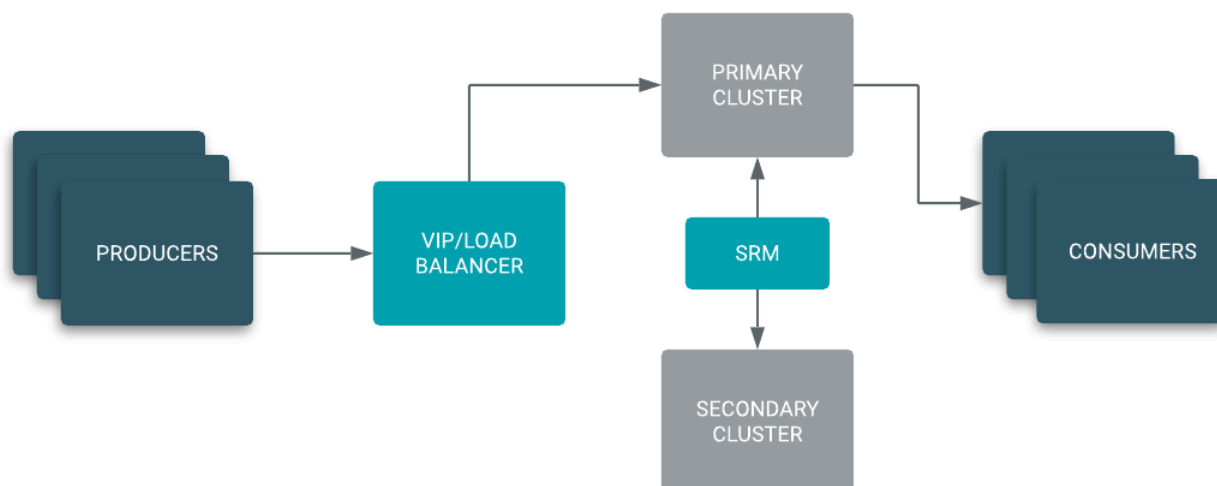 PRIMARY
CLUSTER
PRODUCERS
VIP/LOAD
BALANCER
SRM
CONSUMERS
SECONDARY
CLUSTER